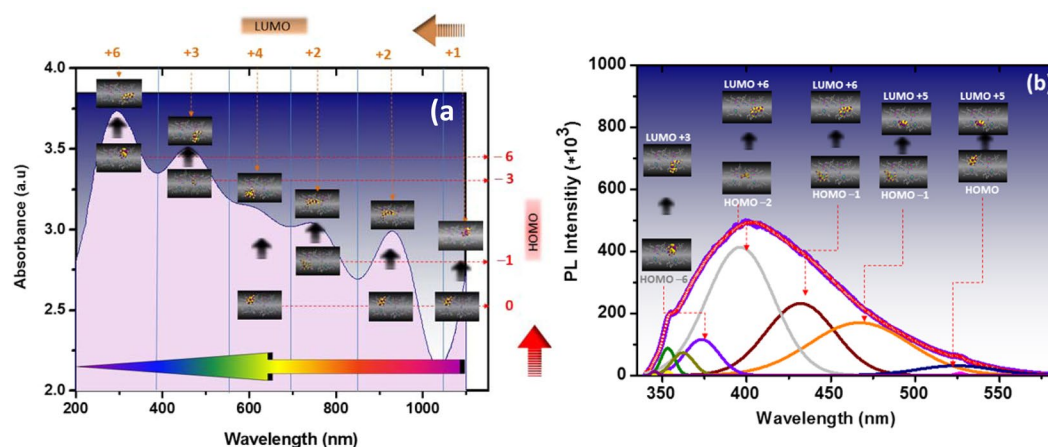 LUMO
+6 +3 +4 +2 +2 +1
(a)
4.0
3.5
3.0
2.5
2.0
Absorbance (a.u)
200 400 600 800 1000
Wavelength (nm)
−6
−3
−1
0
HOMO
(b)
1000
800
600
400
200
0
PL Intensitiy (*10³)
LUMO +3
LUMO +6
LUMO +6
LUMO +5
LUMO +5
HOMO −6
HOMO −2
HOMO −1
HOMO −1
HOMO
350 400 450 500 550
Wavelength (nm)